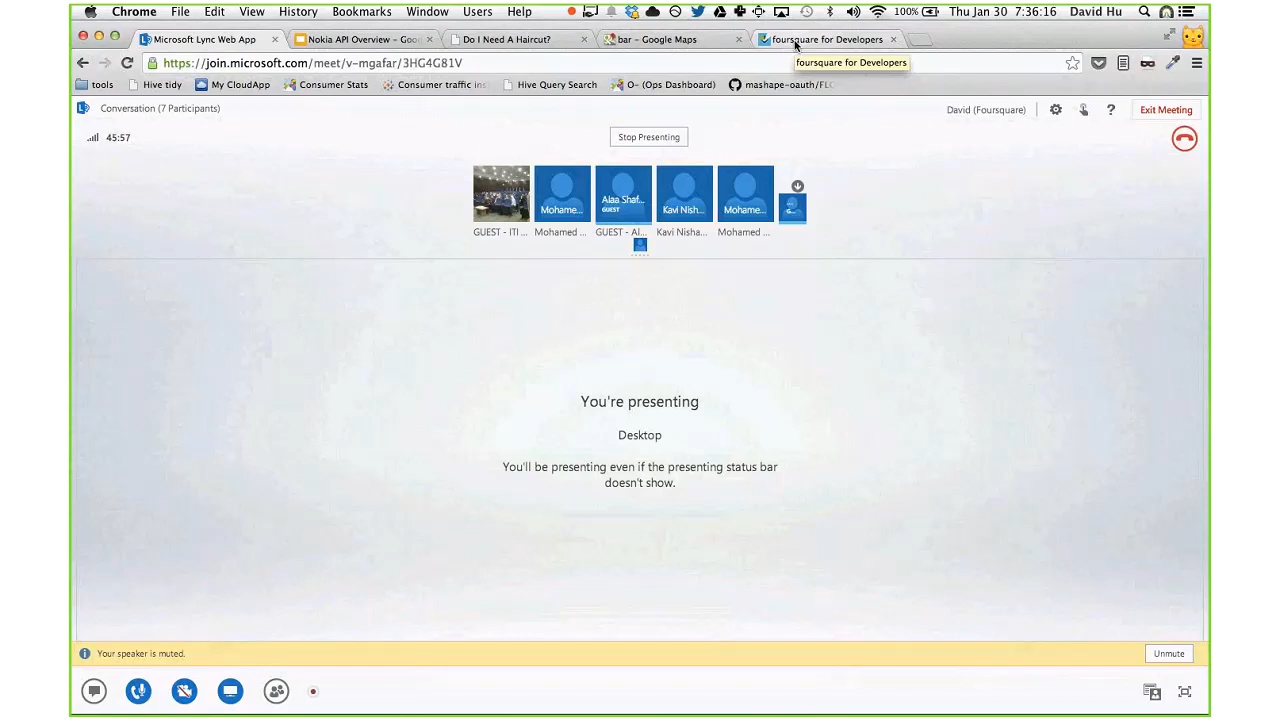 Chrome File Edit View History Bookmarks Window Users Help 100% Thu Jan 30 7:36:16 David Hu
Microsoft Lync Web App Nokia API Overview – Goo Do I Need A Haircut? bar – Google Maps foursquare for Developers
https://join.microsoft.com/meet/v-mgafar/3HG4G81V
foursquare for Developers
tools Hive tidy My CloudApp Consumer Stats Consumer traffic ins Hive Query Search O- (Ops Dashboard) mashape-oauth/FLO
Conversation (7 Participants) David (Foursquare) ? Exit Meeting
45:57 Stop Presenting
Mohame... Alaa Shaf... Kavi Nish... Mohame...
GUEST
GUEST - ITI ... Mohamed ... GUEST - Al... Kavi Nisha... Mohamed ...
You're presenting
Desktop
You'll be presenting even if the presenting status bar
doesn't show.
Your speaker is muted. Unmute